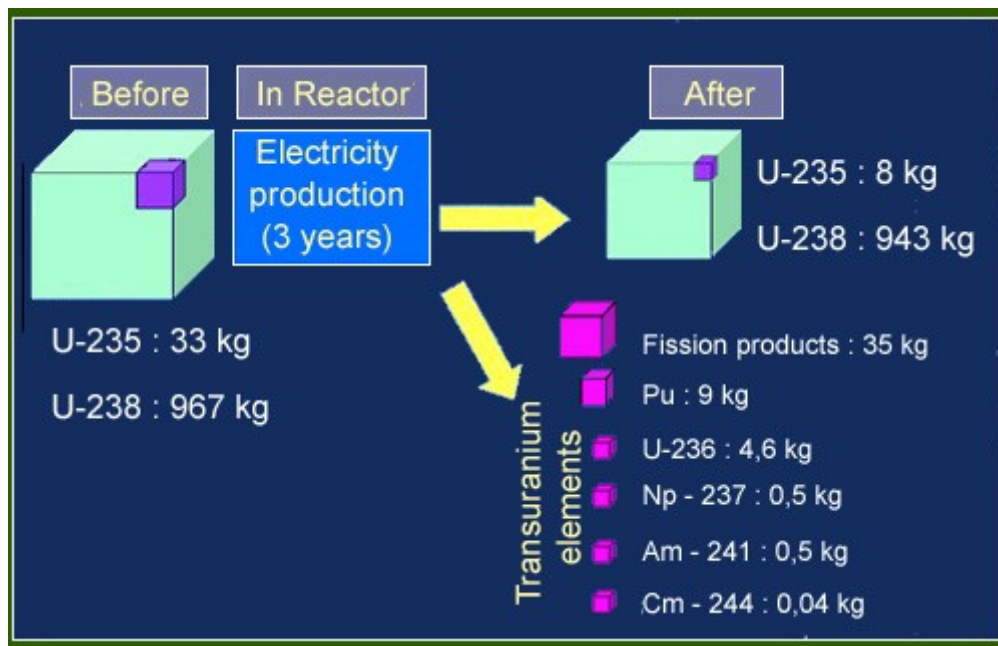 Before
In Reactor
After
Electricity
production
(3 years)
U-235 : 33 kg
U-238 : 967 kg
U-235 : 8 kg
U-238 : 943 kg
Transuranium
elements
Fission products : 35 kg
Pu : 9 kg
U-236 : 4,6 kg
Np - 237 : 0,5 kg
Am - 241 : 0,5 kg
Cm - 244 : 0,04 kg